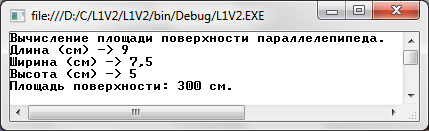 file:///D:/C/L1V2/L1V2/bin/Debug/L1V2.EXE
Вычисление площади поверхности параллелепипеда.
Длина (см) -> 9
Ширина (см) -> 7,5
Высота (см) -> 5
Площадь поверхности: 300 см.